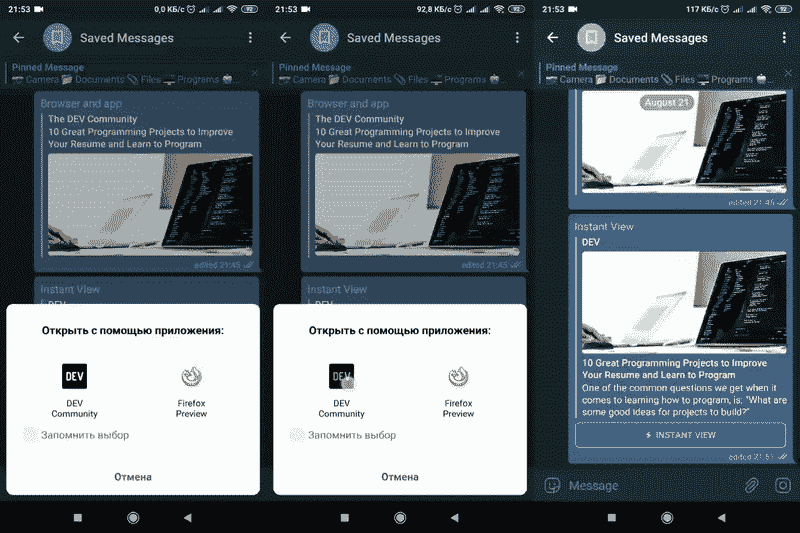 21:53
0,0 КБ/с
92
Saved Messages
Pinned Message
Camera Documents Files Programs
Browser and app
The DEV Community
10 Great Programming Projects to Improve
Your Resume and Learn to Program
edited 21:45
Instant View
DEV
Открыть с помощью приложения:
DEV
DEV
Community
Firefox
Preview
Запомнить выбор
Отмена
21:53
92,8 КБ/с
92
Saved Messages
Pinned Message
Camera Documents Files Programs
Browser and app
The DEV Community
10 Great Programming Projects to Improve
Your Resume and Learn to Program
edited 21:45
Instant View
DEV
Открыть с помощью приложения:
DEV
DEV
Community
Firefox
Preview
Запомнить выбор
Отмена
21:53
117 КБ/с
92
Saved Messages
Pinned Message
Camera Documents Files Programs ...
August 21
edited 21:45
Instant View
DEV
10 Great Programming Projects to Improve
Your Resume and Learn to Program
One of the common questions we get when it
comes to learning how to program, is: "What are
some good ideas for projects to build?"
INSTANT VIEW
edited 21:51
Message